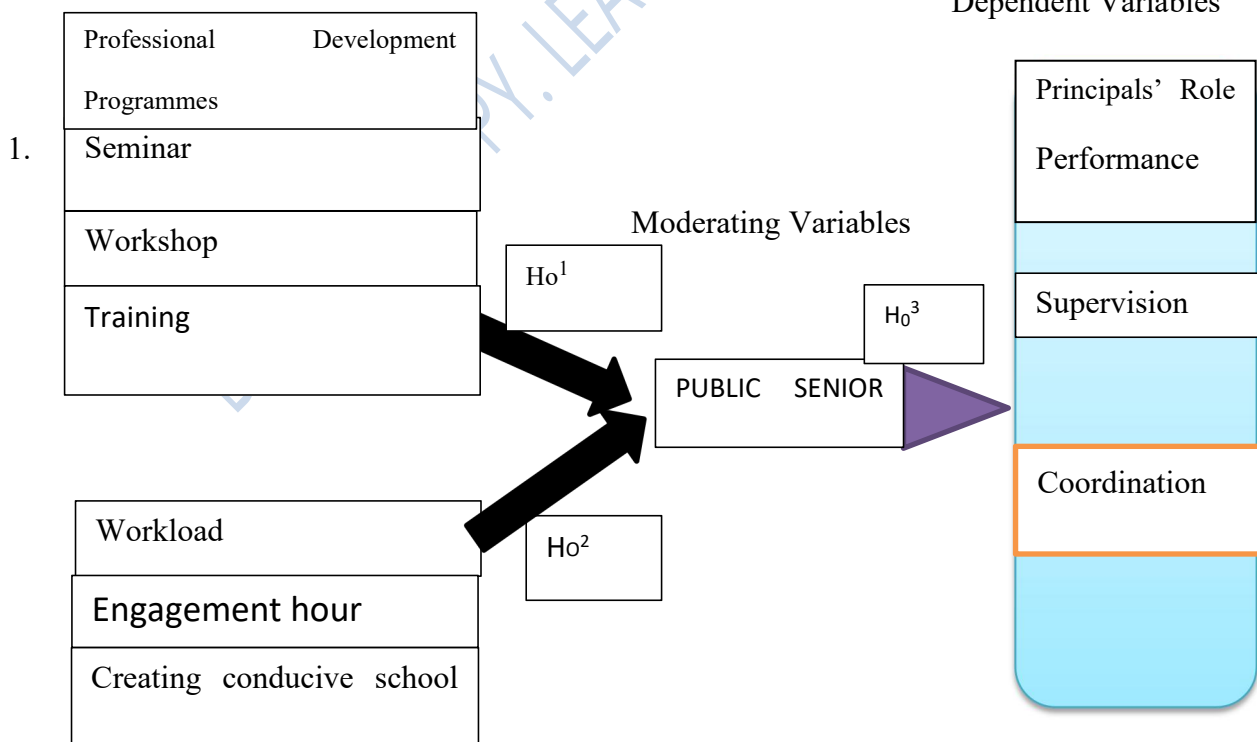 Dependent Variables
Professional Development
Programmes
1.
Seminar
Workshop
Training
Moderating Variables
Ho¹
H₀³
PUBLIC SENIOR
Principals’ Role
Performance
Supervision
Coordination
Workload
Engagement hour
Creating conducive school
Ho²